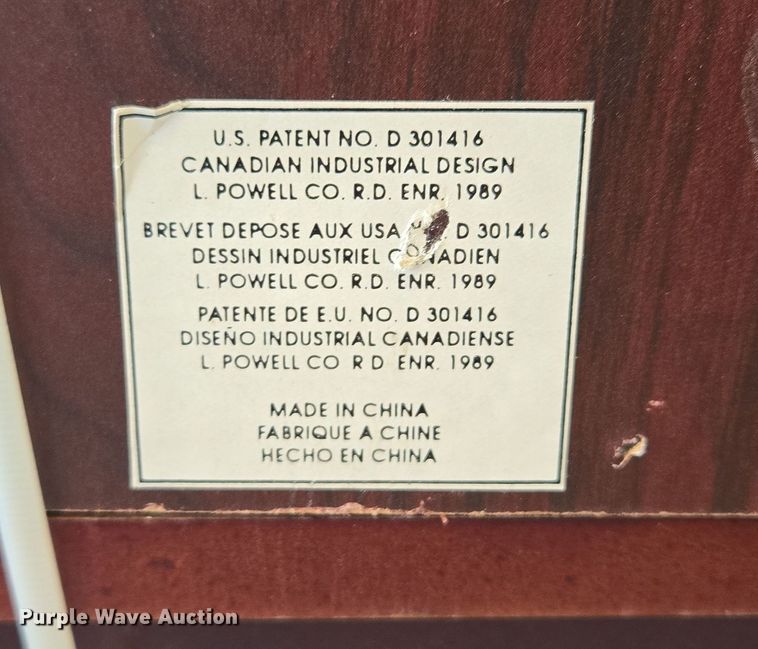 U.S. PATENT NO. D 301416
CANADIAN INDUSTRIAL DESIGN
L. POWELL CO. R.D. ENR. 1989
BREVET DEPOSE AUX USA D 301416
DESSIN INDUSTRIEL CANADIEN
L. POWELL CO. R.D. ENR. 1989
PATENTE DE E.U. NO. D 301416
DISEÑO INDUSTRIAL CANADIENSE
L. POWELL CO R D ENR. 1989
MADE IN CHINA
FABRIQUE A CHINE
HECHO EN CHINA
Purple Wave Auction